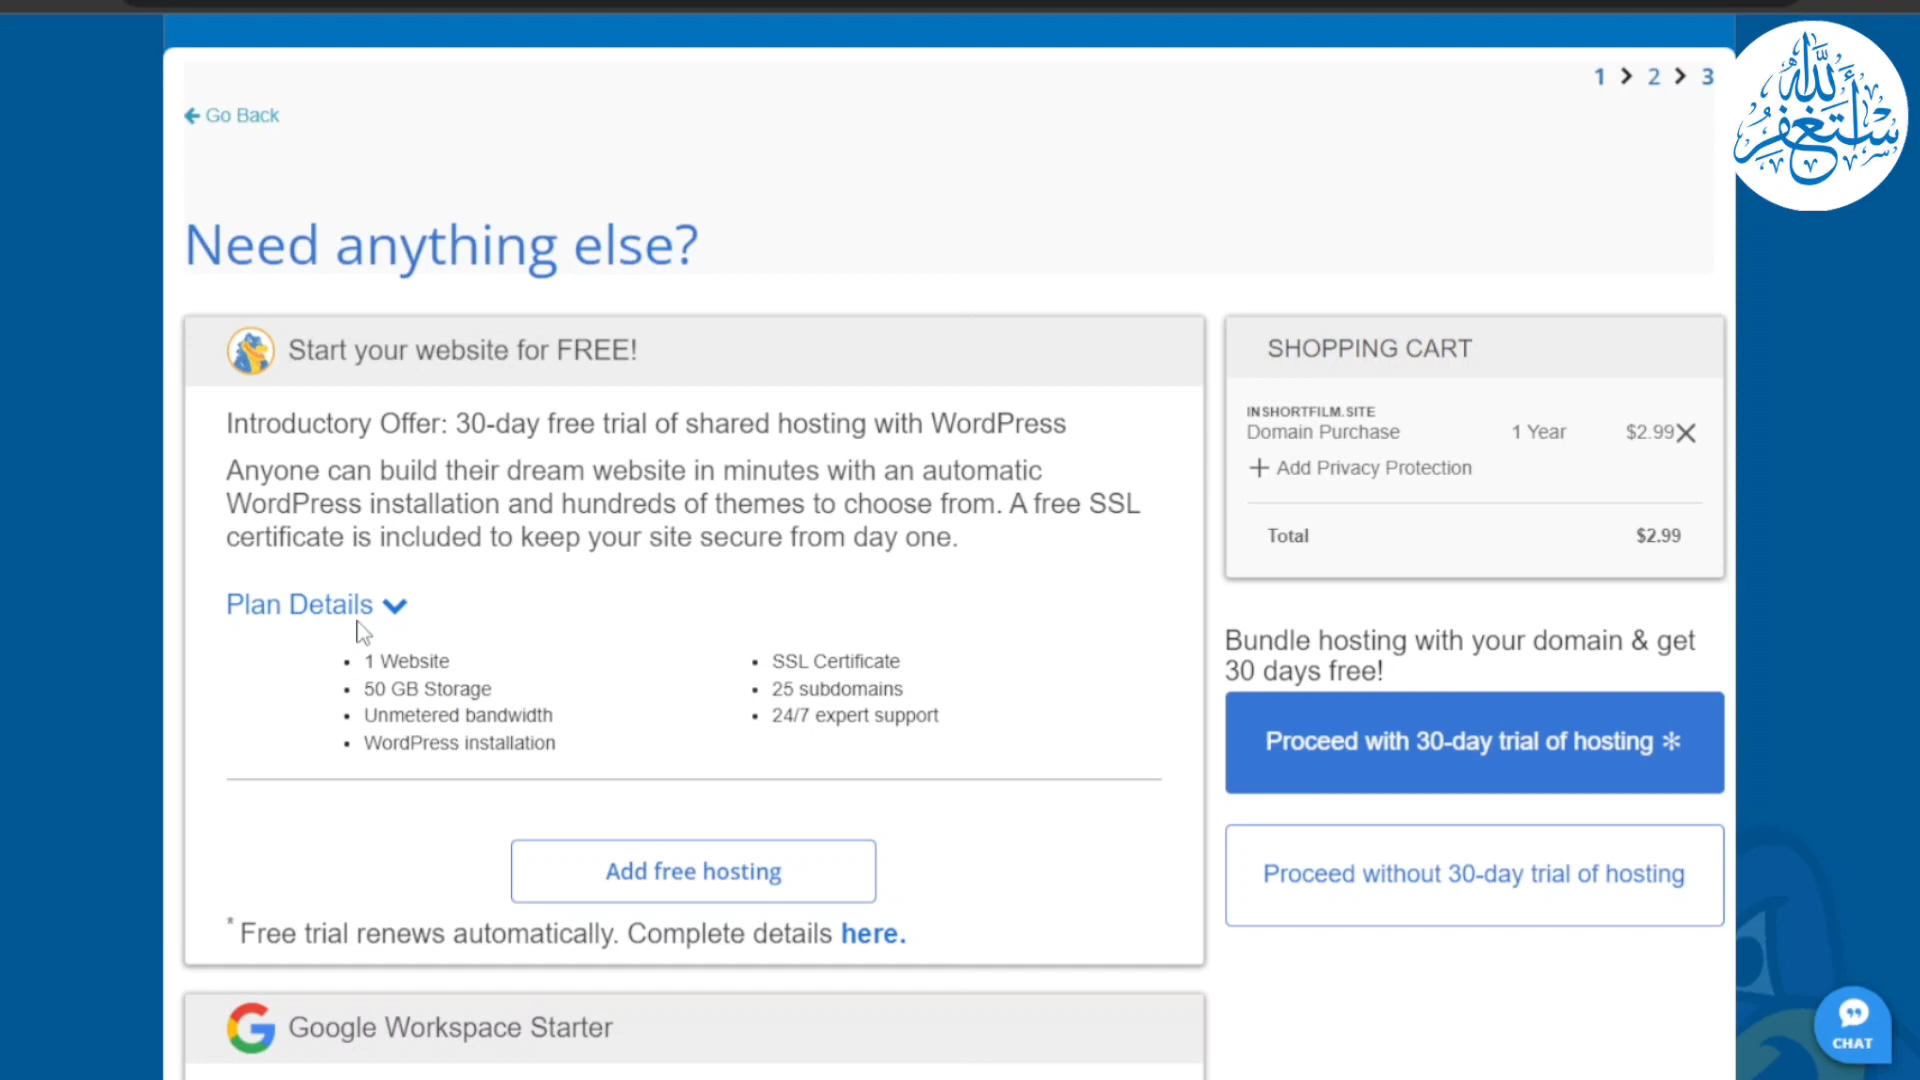 1 > 2 > 3
أستغفر الله
Go Back
Need anything else?
Start your website for FREE!
Introductory Offer: 30-day free trial of shared hosting with WordPress
Anyone can build their dream website in minutes with an automatic
WordPress installation and hundreds of themes to choose from. A free SSL
certificate is included to keep your site secure from day one.
Plan Details
• 1 Website
• 50 GB Storage
• Unmetered bandwidth
• WordPress installation
• SSL Certificate
• 25 subdomains
• 24/7 expert support
Add free hosting
* Free trial renews automatically. Complete details here.
Google Workspace Starter
SHOPPING CART
INSHORTFILM.SITE
Domain Purchase 1 Year $2.99
+ Add Privacy Protection
Total $2.99
Bundle hosting with your domain & get
30 days free!
Proceed with 30-day trial of hosting *
Proceed without 30-day trial of hosting
CHAT